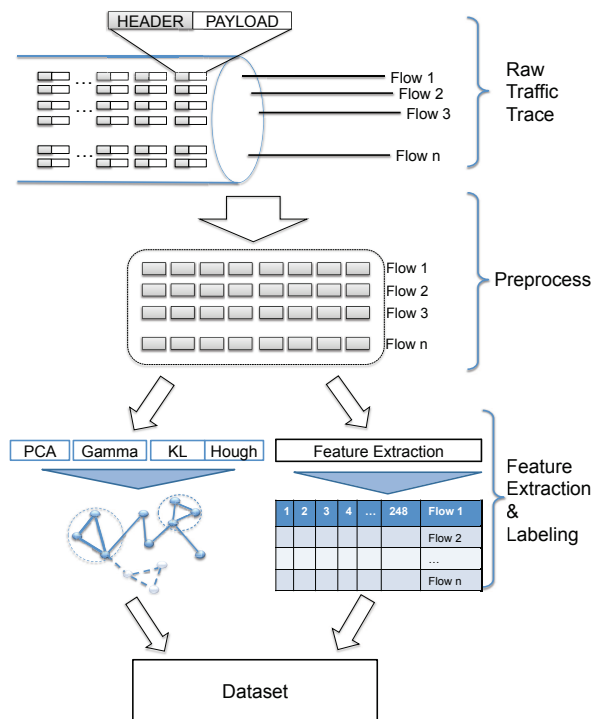 HEADER PAYLOAD
...
...
Flow 1
Flow 2
Flow 3
Flow n
Raw
Traffic
Trace
Flow 1
Flow 2
Flow 3
Flow n
Preprocess
PCA Gamma KL Hough
Feature Extraction
1 2 3 4 ... 248 Flow 1
Flow 2
...
Flow n
Feature
Extraction
&
Labeling
Dataset